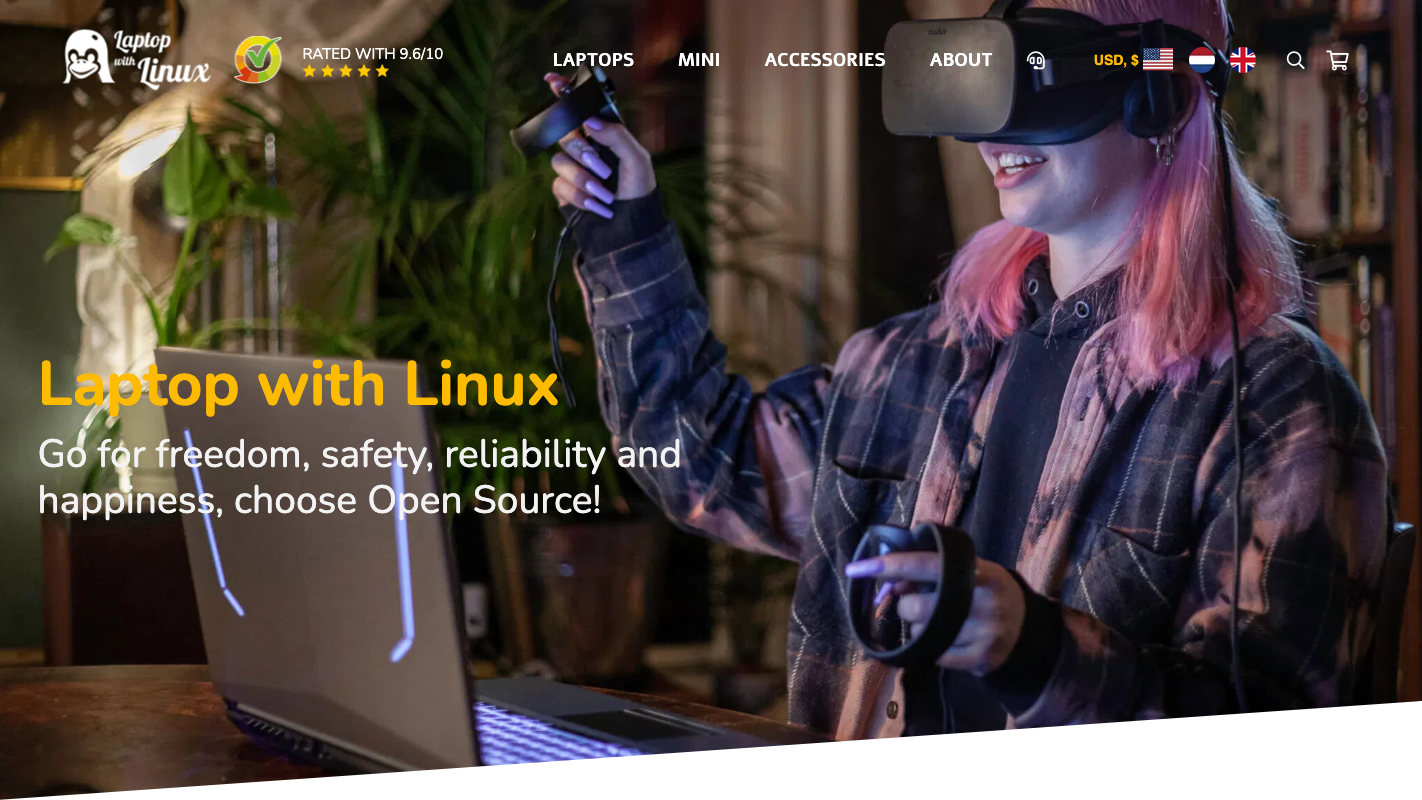 Laptop
with
Linux
RATED WITH 9.6/10
LAPTOPS
MINI
ACCESSORIES
ABOUT
USD, $
oculus
Laptop with Linux
Go for freedom, safety, reliability and
happiness, choose Open Source!